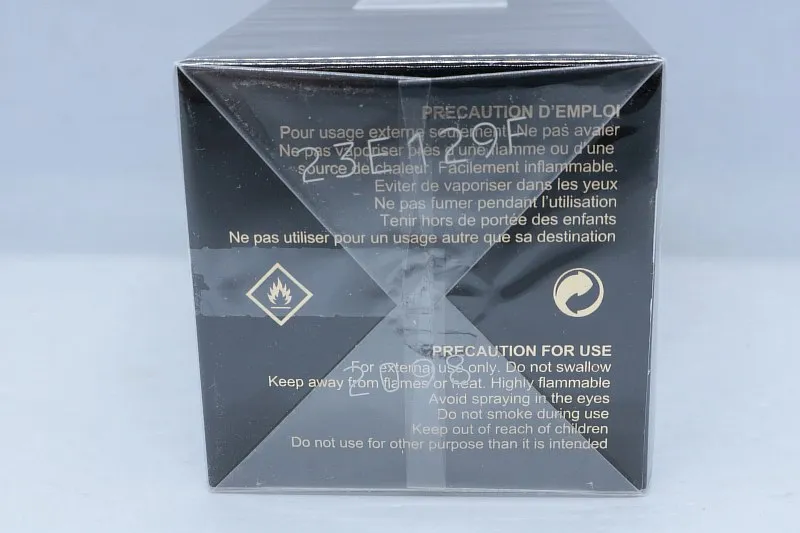 PRECAUTION D'EMPLOI
Pour usage externe seulement. Ne pas avaler
Ne pas vaporiser près d'une flamme ou d'une
source de chaleur. Facilement inflammable.
Eviter de vaporiser dans les yeux
Ne pas fumer pendant l'utilisation
Tenir hors de portée des enfants
Ne pas utiliser pour un usage autre que sa destination
23E129F
PRECAUTION FOR USE
For external use only. Do not swallow
Keep away from flames or heat. Highly flammable
Avoid spraying in the eyes
Do not smoke during use
Keep out of reach of children
Do not use for other purpose than it is intended
2098